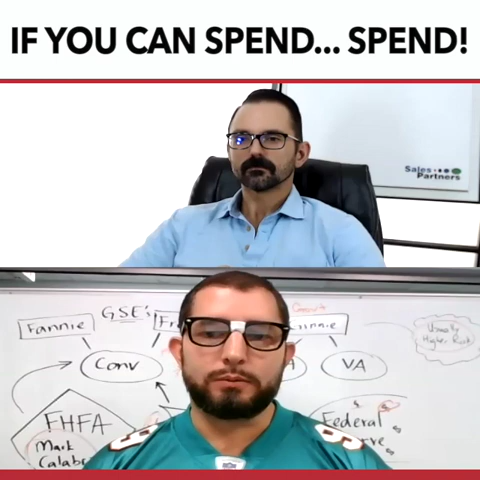 IF YOU CAN SPEND... SPEND!
Sales
Partners
GSE's
Fannie
Conv
VA
Usually
Higher Risk
FHFA
Mark
Calab
Federal